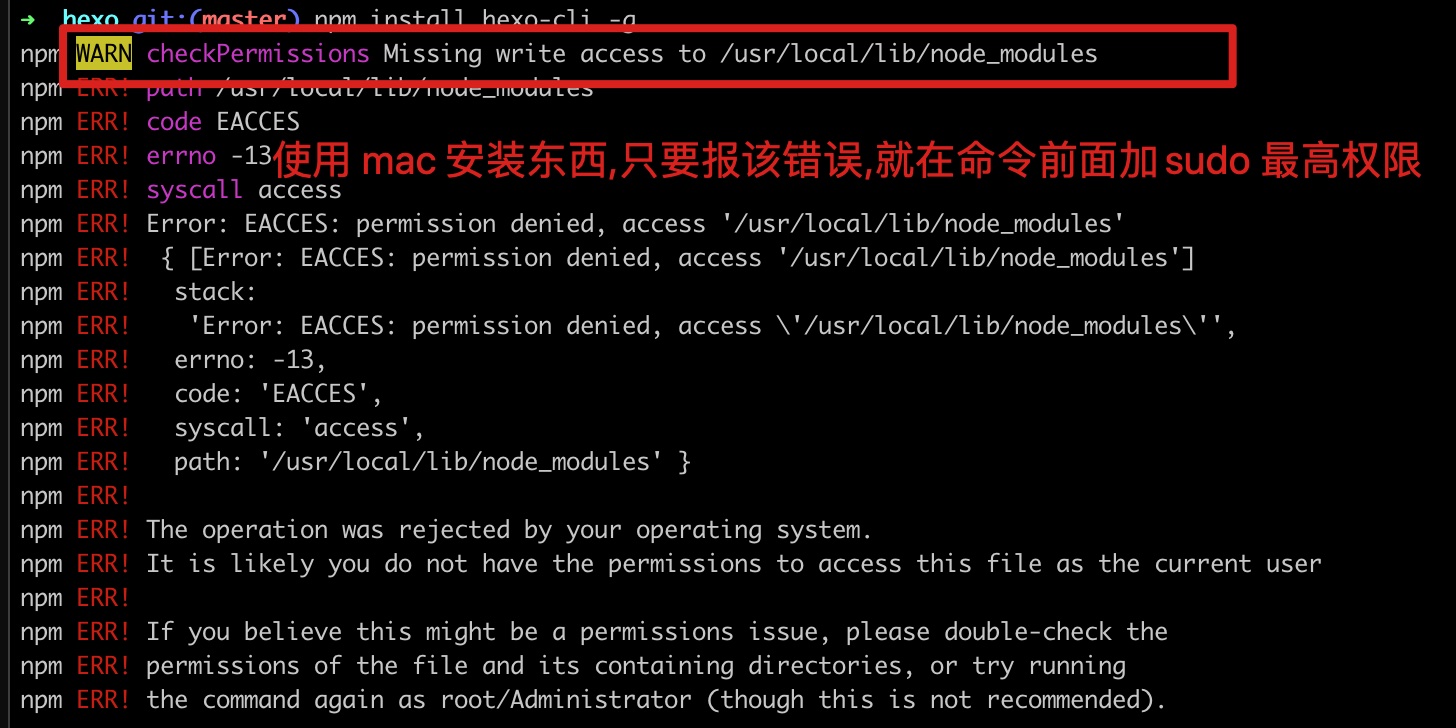 ➜ hexo git:(master) npm install hexo-cli -g
npm WARN checkPermissions Missing write access to /usr/local/lib/node_modules
npm ERR! path /usr/local/lib/node_modules
npm ERR! code EACCES
npm ERR! errno -13
使用 mac 安装东西,只要报该错误,就在命令前面加 sudo 最高权限
npm ERR! syscall access
npm ERR! Error: EACCES: permission denied, access '/usr/local/lib/node_modules'
npm ERR!  { [Error: EACCES: permission denied, access '/usr/local/lib/node_modules']
npm ERR!   stack:
npm ERR!    'Error: EACCES: permission denied, access \'/usr/local/lib/node_modules\'',
npm ERR!   errno: -13,
npm ERR!   code: 'EACCES',
npm ERR!   syscall: 'access',
npm ERR!   path: '/usr/local/lib/node_modules' }
npm ERR!
npm ERR! The operation was rejected by your operating system.
npm ERR! It is likely you do not have the permissions to access this file as the current user
npm ERR!
npm ERR! If you believe this might be a permissions issue, please double-check the
npm ERR! permissions of the file and its containing directories, or try running
npm ERR! the command again as root/Administrator (though this is not recommended).